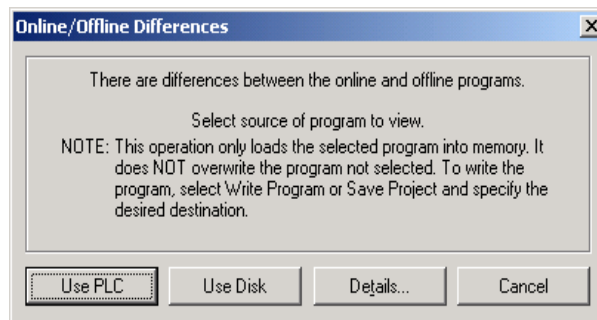 Online/Offline Differences
There are differences between the online and offline programs.
Select source of program to view.
NOTE: This operation only loads the selected program into memory. It
does NOT overwrite the program not selected. To write the
program, select Write Program or Save Project and specify the
desired destination.
Use PLC Use Disk Details... Cancel